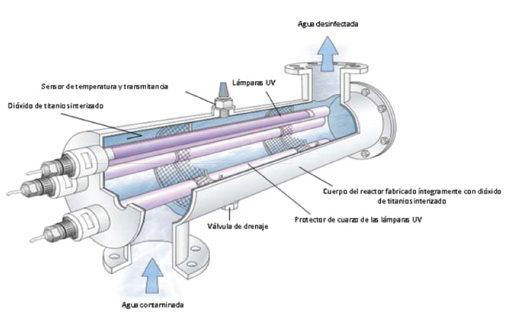 Agua desinfectada
Sensor de temperatura y transmitancia
Lámparas UV
Dióxido de titanio sinterizado
Cuerpo del reactor fabricado íntegramente con dióxido
de titanio sinterizado
Protector de cuarzo de las lámparas UV
Válvula de drenaje
Agua contaminada